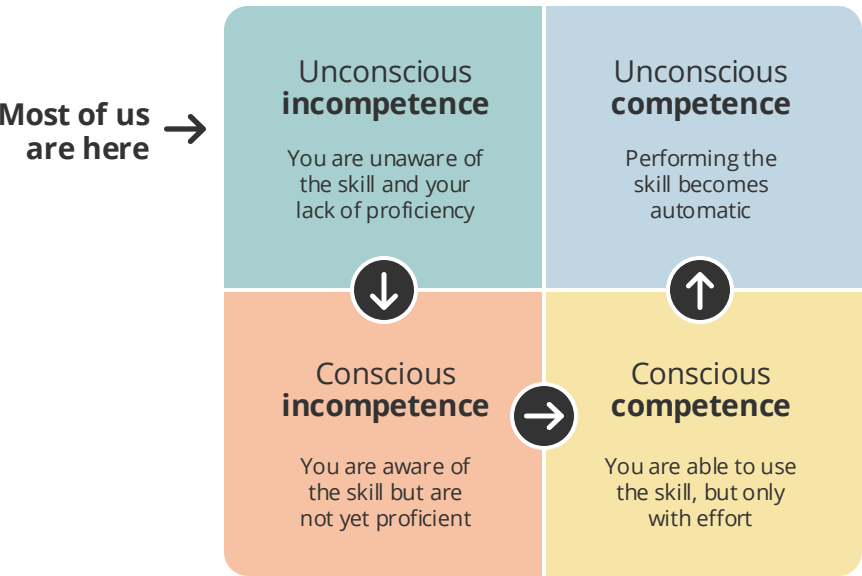 Most of us
are here
Unconscious
incompetence
You are unaware of
the skill and your
lack of proficiency
Unconscious
competence
Performing the
skill becomes
automatic
Conscious
incompetence
You are aware of
the skill but are
not yet proficient
Conscious
competence
You are able to use
the skill, but only
with effort